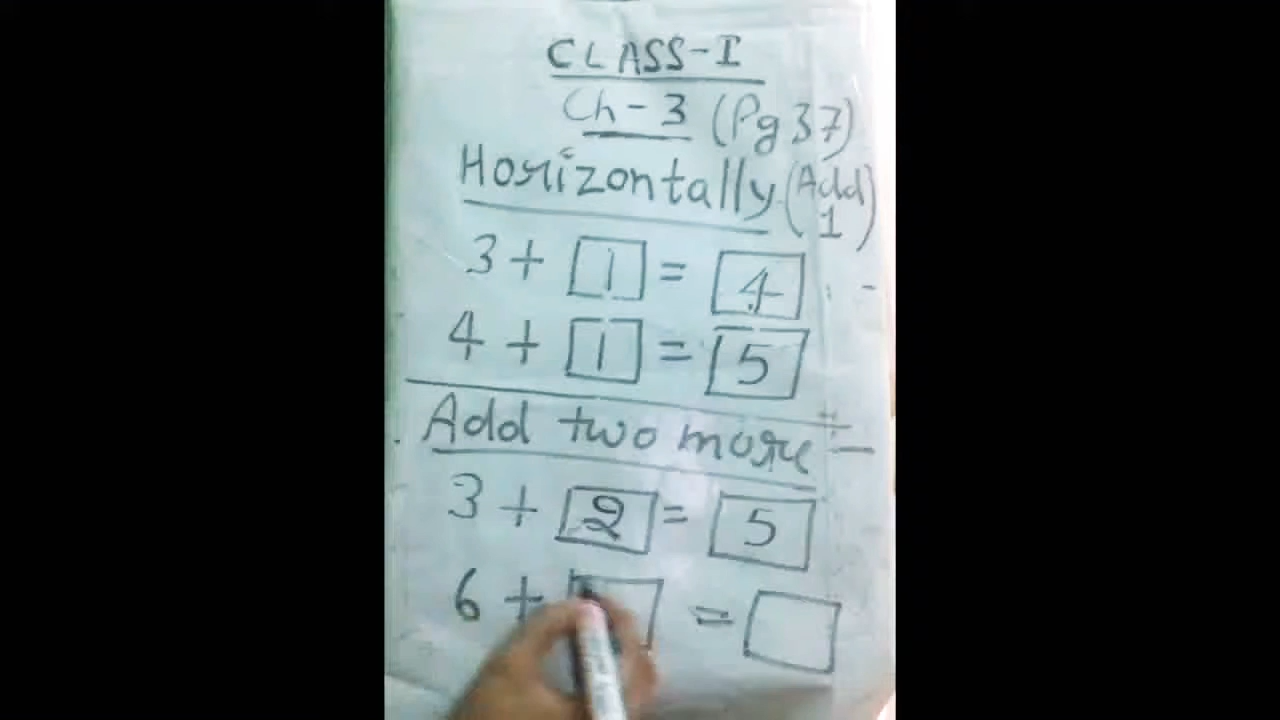 CLASS-I
Ch-3 (Pg 37)
Horizontally (Add 1)
3 + 1 = 4
4 + 1 = 5
Add two more
3 + 2 = 5
6 + =